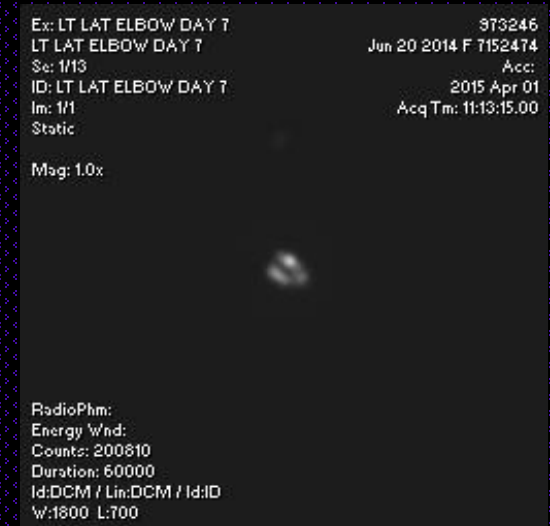 Ex: LT LAT ELBOW DAY 7
LT LAT ELBOW DAY 7
Se: 1/13
ID: LT LAT ELBOW DAY 7
Im: 1/1
Static
Mag: 1.0x
973246
Jun 20 2014 F 7152474
Acc:
2015 Apr 01
Acq Tm: 11:13:15.00
RadioPhm:
Energy Wnd:
Counts: 200810
Duration: 60000
Id:DCM / Lin:DCM / Id:ID
W:1800 L:700